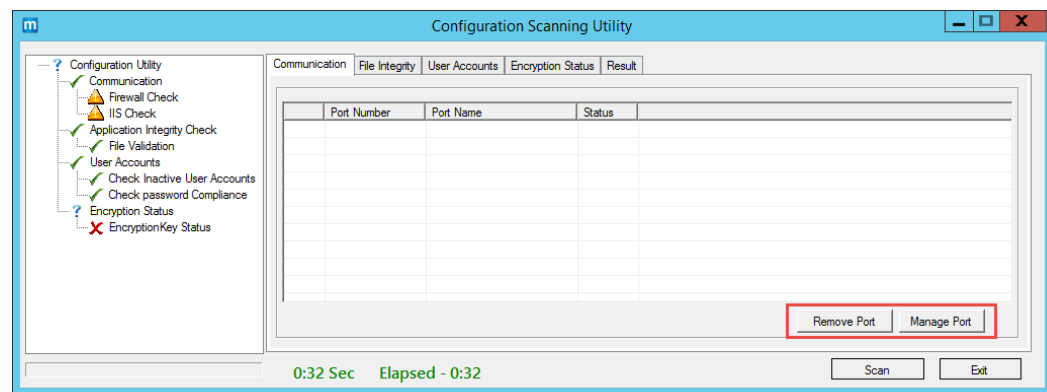 m
Configuration Scanning Utility
X
? Configuration Utility
Communication
Firewall Check
IIS Check
Application Integrity Check
File Validation
User Accounts
Check Inactive User Accounts
Check password Compliance
? Encryption Status
EncryptionKey Status
Communication File Integrity User Accounts Encryption Status Result
Port Number Port Name Status
Remove Port Manage Port
0:32 Sec Elapsed - 0:32
Scan Exit